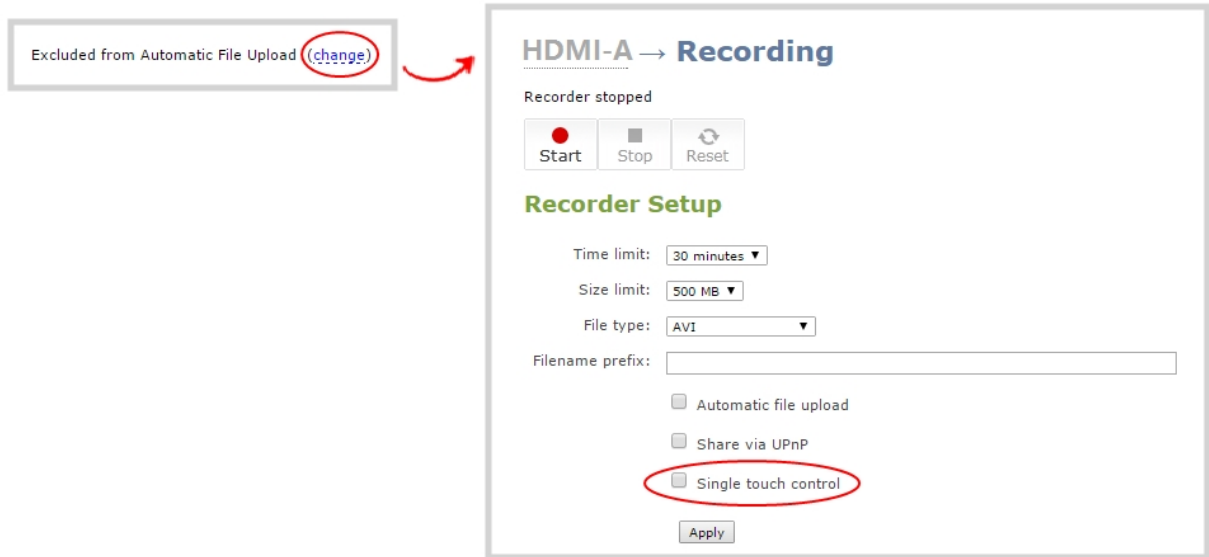 Excluded from Automatic File Upload (change)
HDMI-A → Recording
Recorder stopped
Start Stop Reset
Recorder Setup
Time limit: 30 minutes
Size limit: 500 MB
File type: AVI
Filename prefix:
Automatic file upload
Share via UPnP
Single touch control
Apply